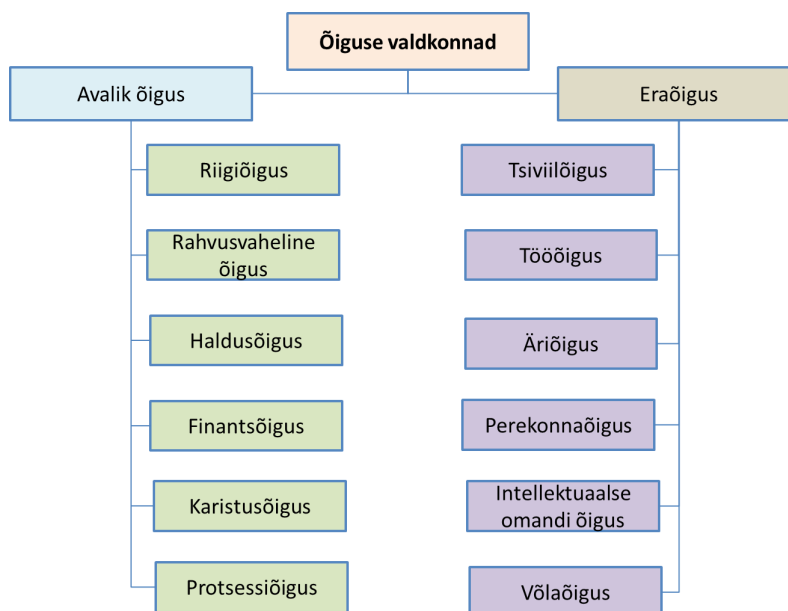 Õiguse valdkonnad
Avalik õigus
Eraõigus
Riigiõigus
Rahvusvaheline
õigus
Haldusõigus
Finantsõigus
Karistusõigus
Protsessiõigus
Tsiviilõigus
Tööõigus
Äriõigus
Perekonnaõigus
Intellektuaalse
omandi õigus
Võlaõigus